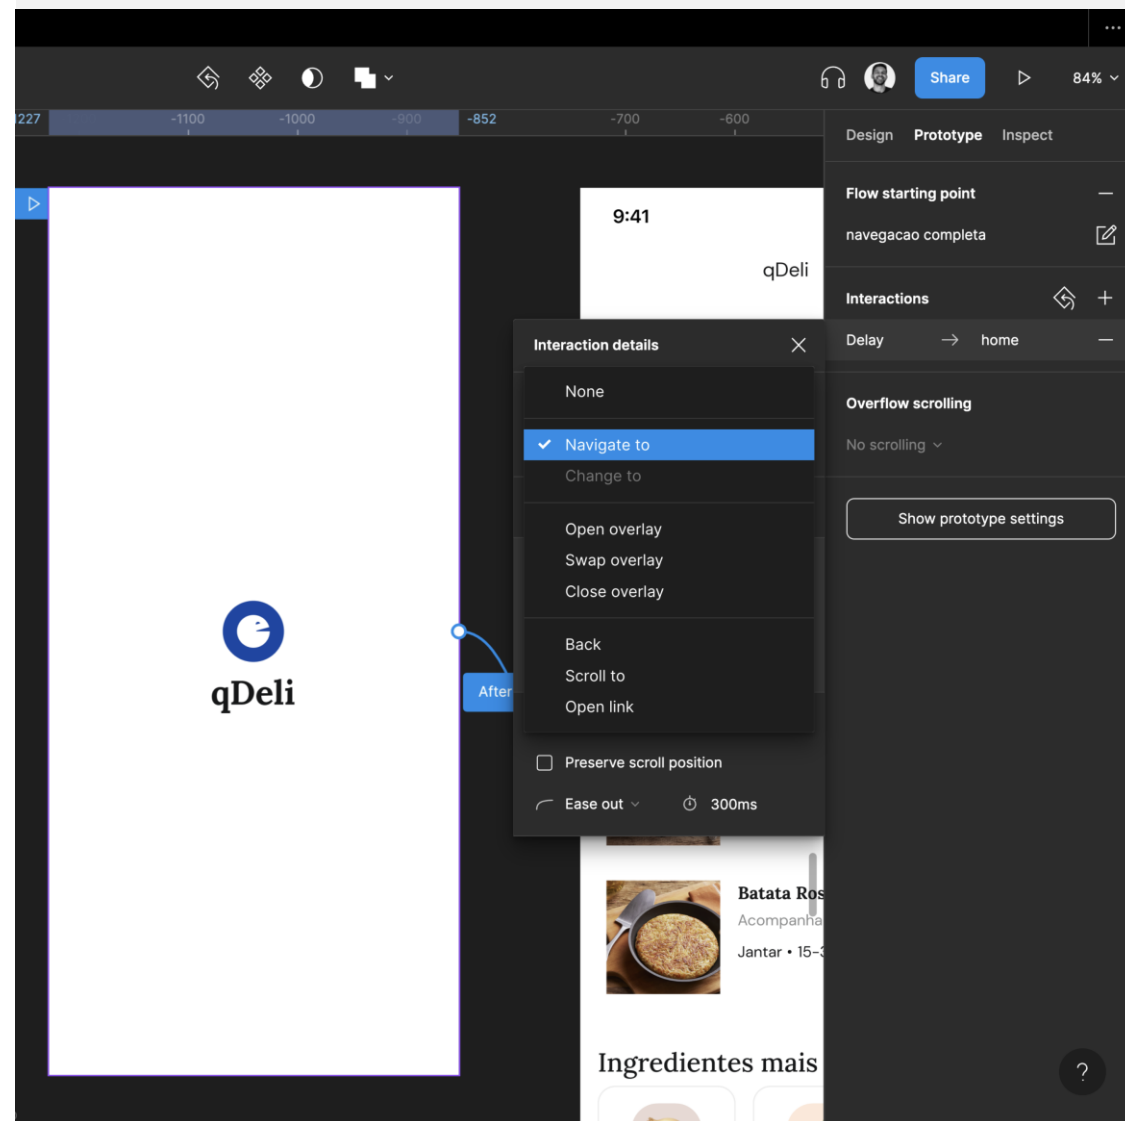 Share
84%
1227
-1100
-1000
-900
-852
-700
-600
Design Prototype Inspect
Flow starting point
navegacao completa
Interactions
Delay → home
Overflow scrolling
No scrolling
Show prototype settings
9:41
qDeli
Interaction details
None
Navigate to
Change to
Open overlay
Swap overlay
Close overlay
Back
Scroll to
Open link
Preserve scroll position
Ease out 300ms
qDeli
After
Batata Ros
Acompanha
Jantar • 15-3
Ingredientes mais
?